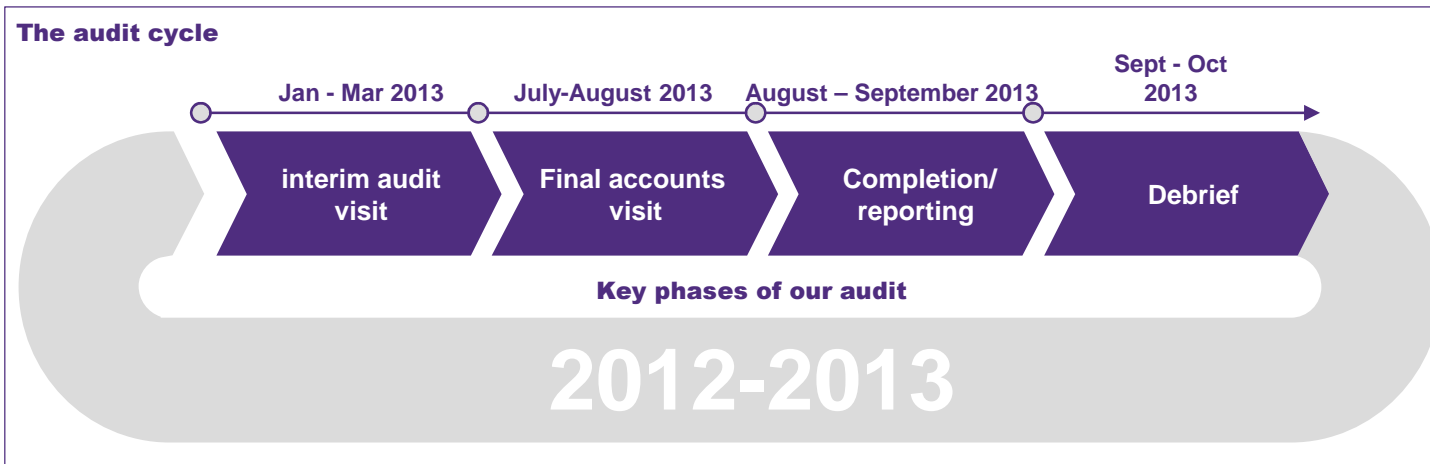 The audit cycle
Sept - Oct
2013
Jan - Mar 2013
July-August 2013
August – September 2013
interim audit
visit
Final accounts
visit
Completion/
reporting
Debrief
Key phases of our audit
2012-2013